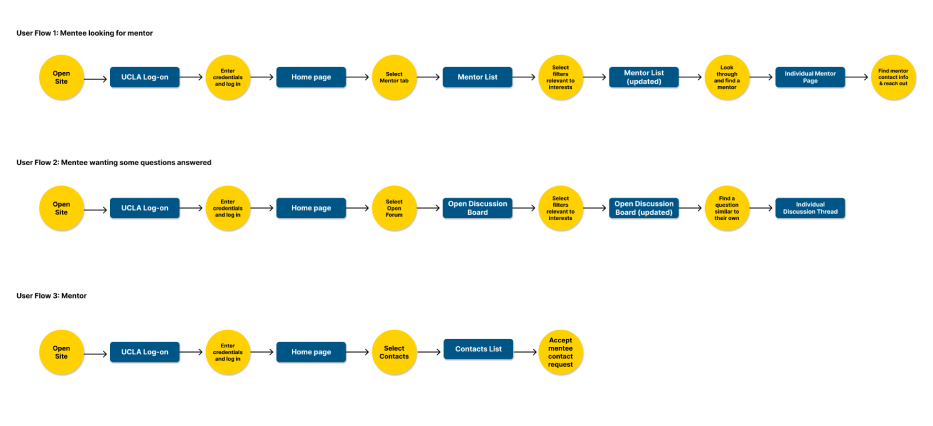 User Flow 1: Mentee looking for mentor
Open
Site
UCLA Log-on
Enter
credentials
and log in
Home page
Select
Mentor tab
Mentor List
Select
filters
relevant to
interests
Mentor List
(updated)
Look
through
and find a
mentor
Individual Mentor
Page
Find mentor
contact info
& reach out
User Flow 2: Mentee wanting some questions answered
Open
Site
UCLA Log-on
Enter
credentials
and log in
Home page
Select
Open
Forum
Open Discussion
Board
Select
filters
relevant to
interests
Open Discussion
Board (updated)
Find a
question
similar to
their own
Individual
Discussion Thread
User Flow 3: Mentor
Open
Site
UCLA Log-on
Enter
credentials
and log in
Home page
Select
Contacts
Contacts List
Accept
mentee
contact
request